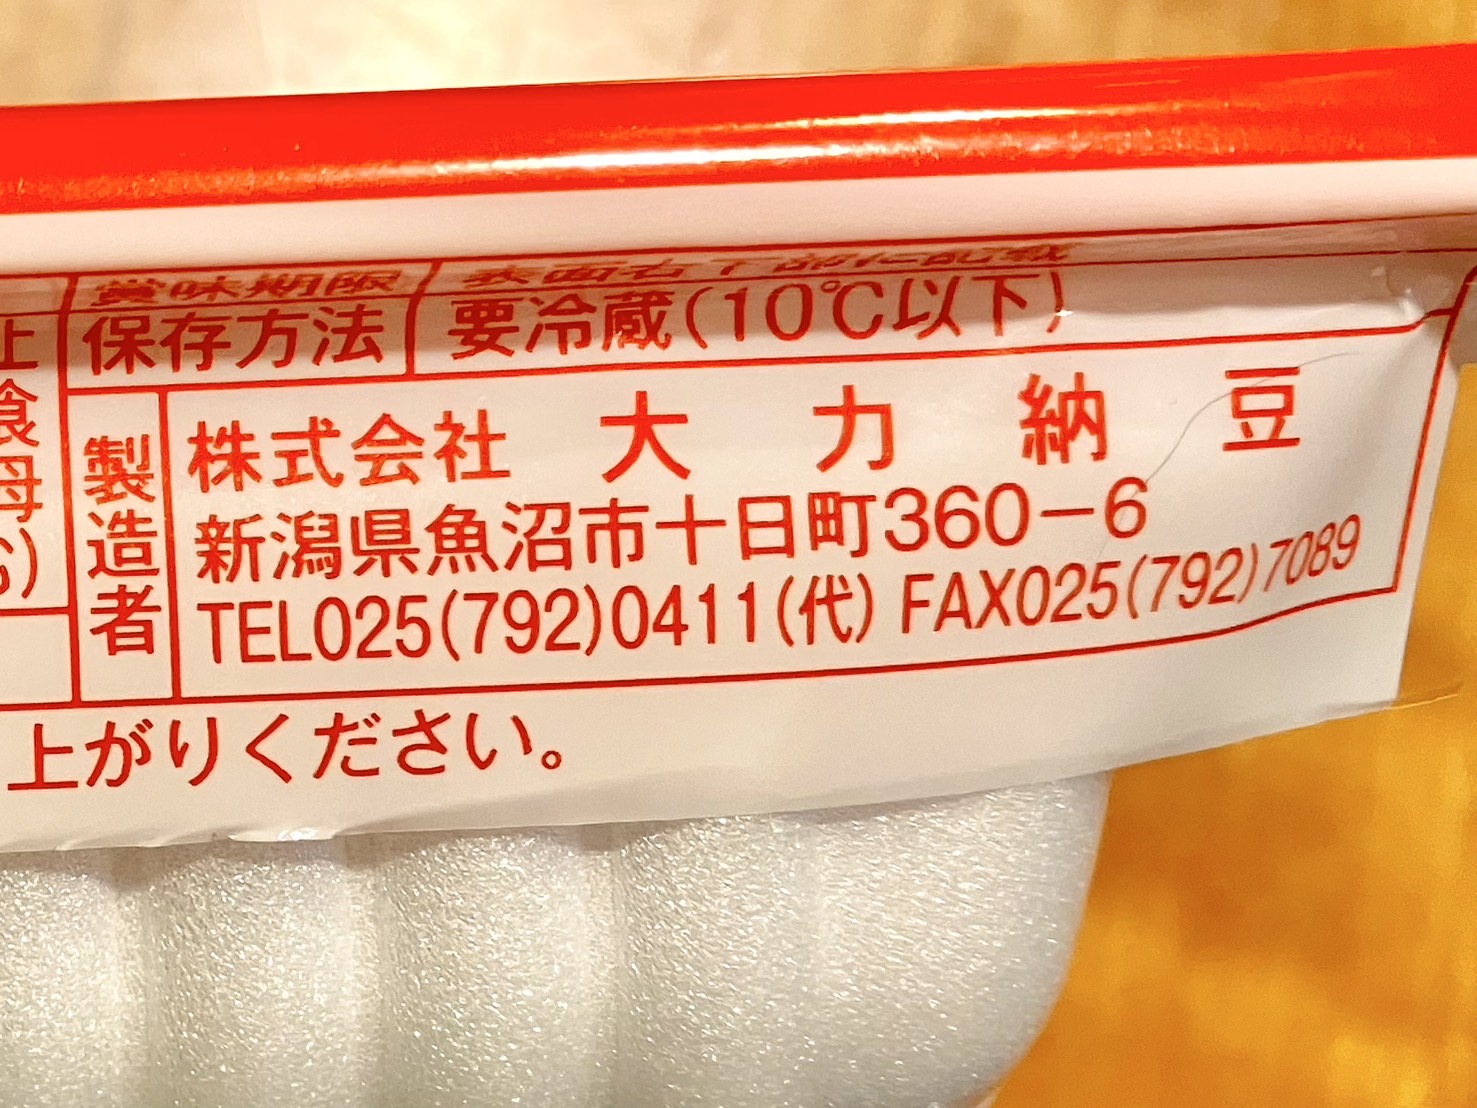 賞味期限 表面右下部に記載
止 保存方法 要冷蔵(10℃以下)
食
母
製造者 株式会社 大力納豆
新潟県魚沼市十日町360−6
TEL025(792)0411(代) FAX025(792)7089
上がりください。